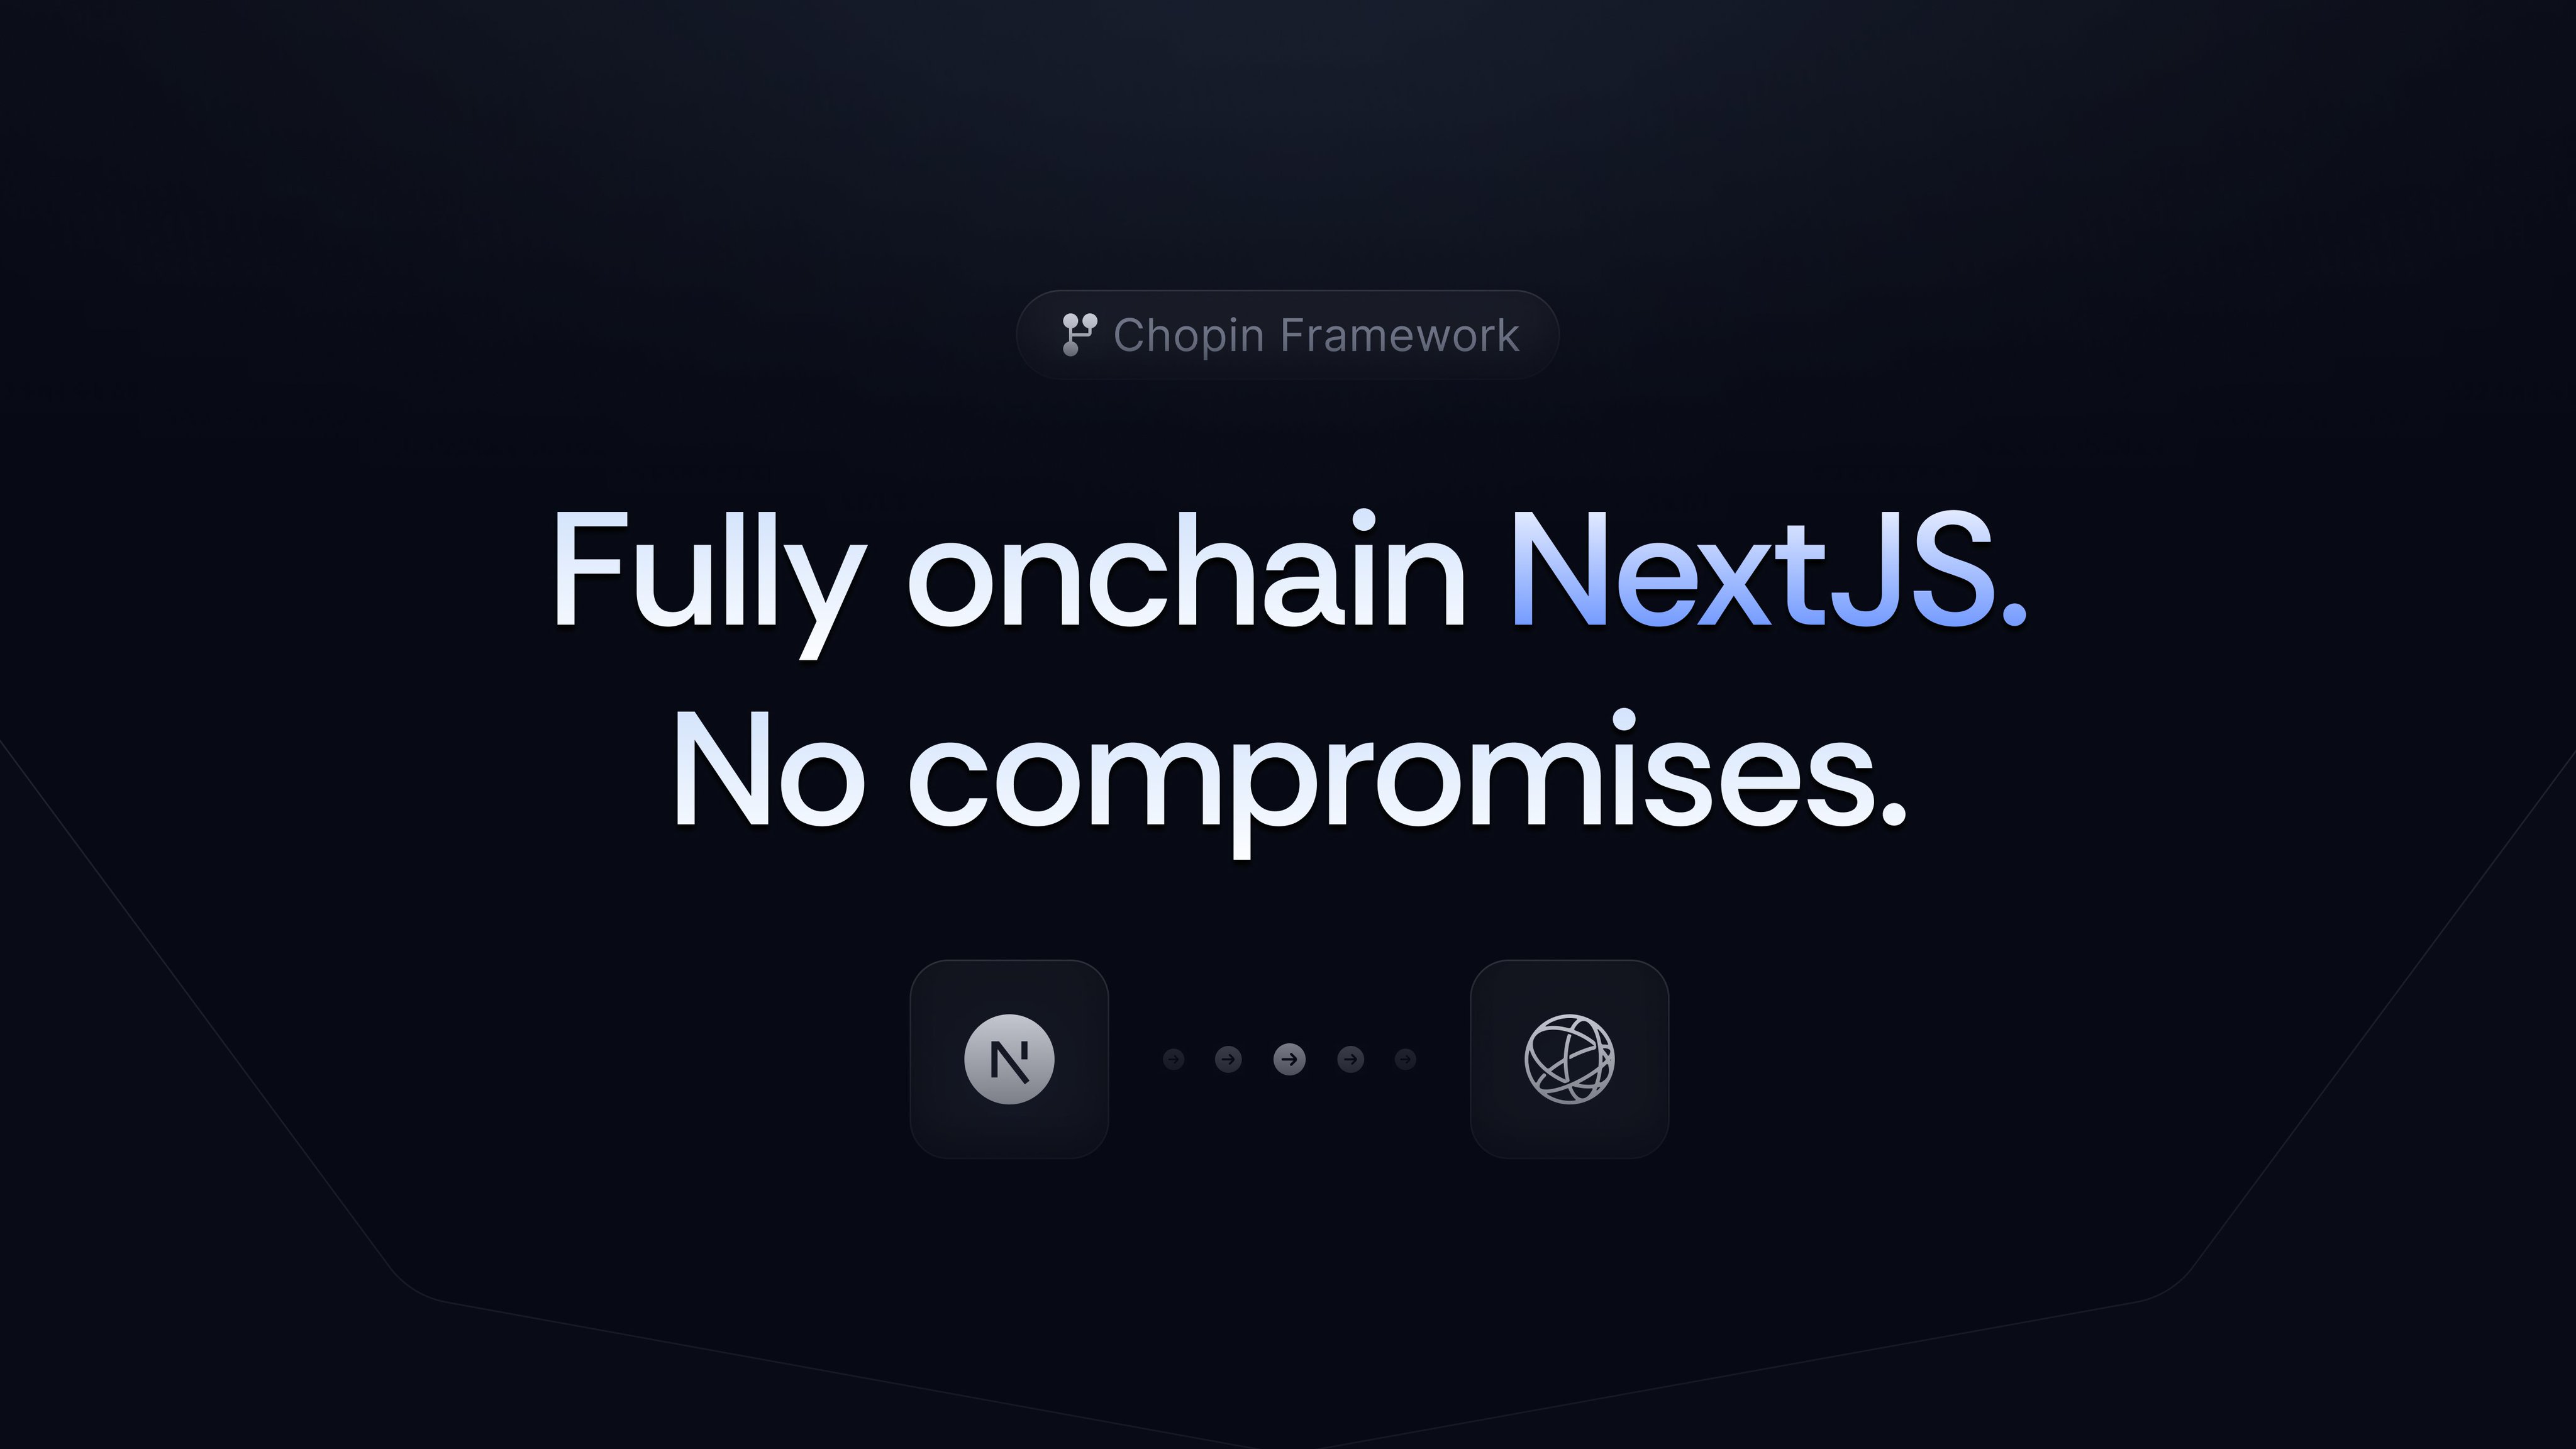 Chopin Framework
Fully onchain NextJS.
No compromises.